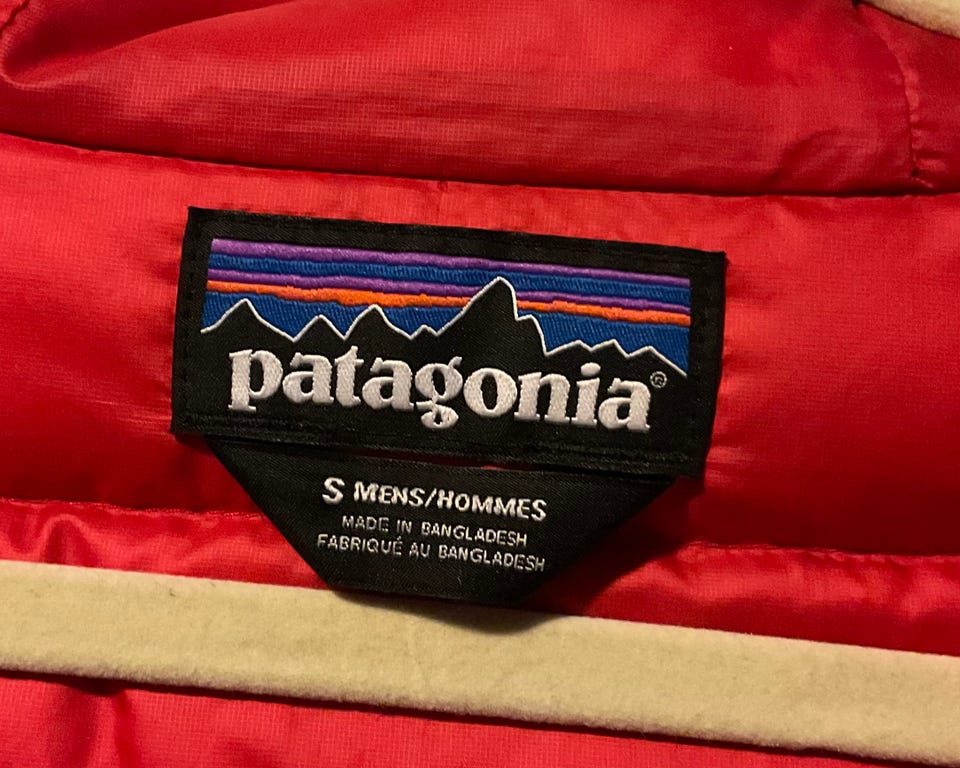 patagonia®
S MENS/HOMMES
MADE IN BANGLADESH
FABRIQUÉ AU BANGLADESH